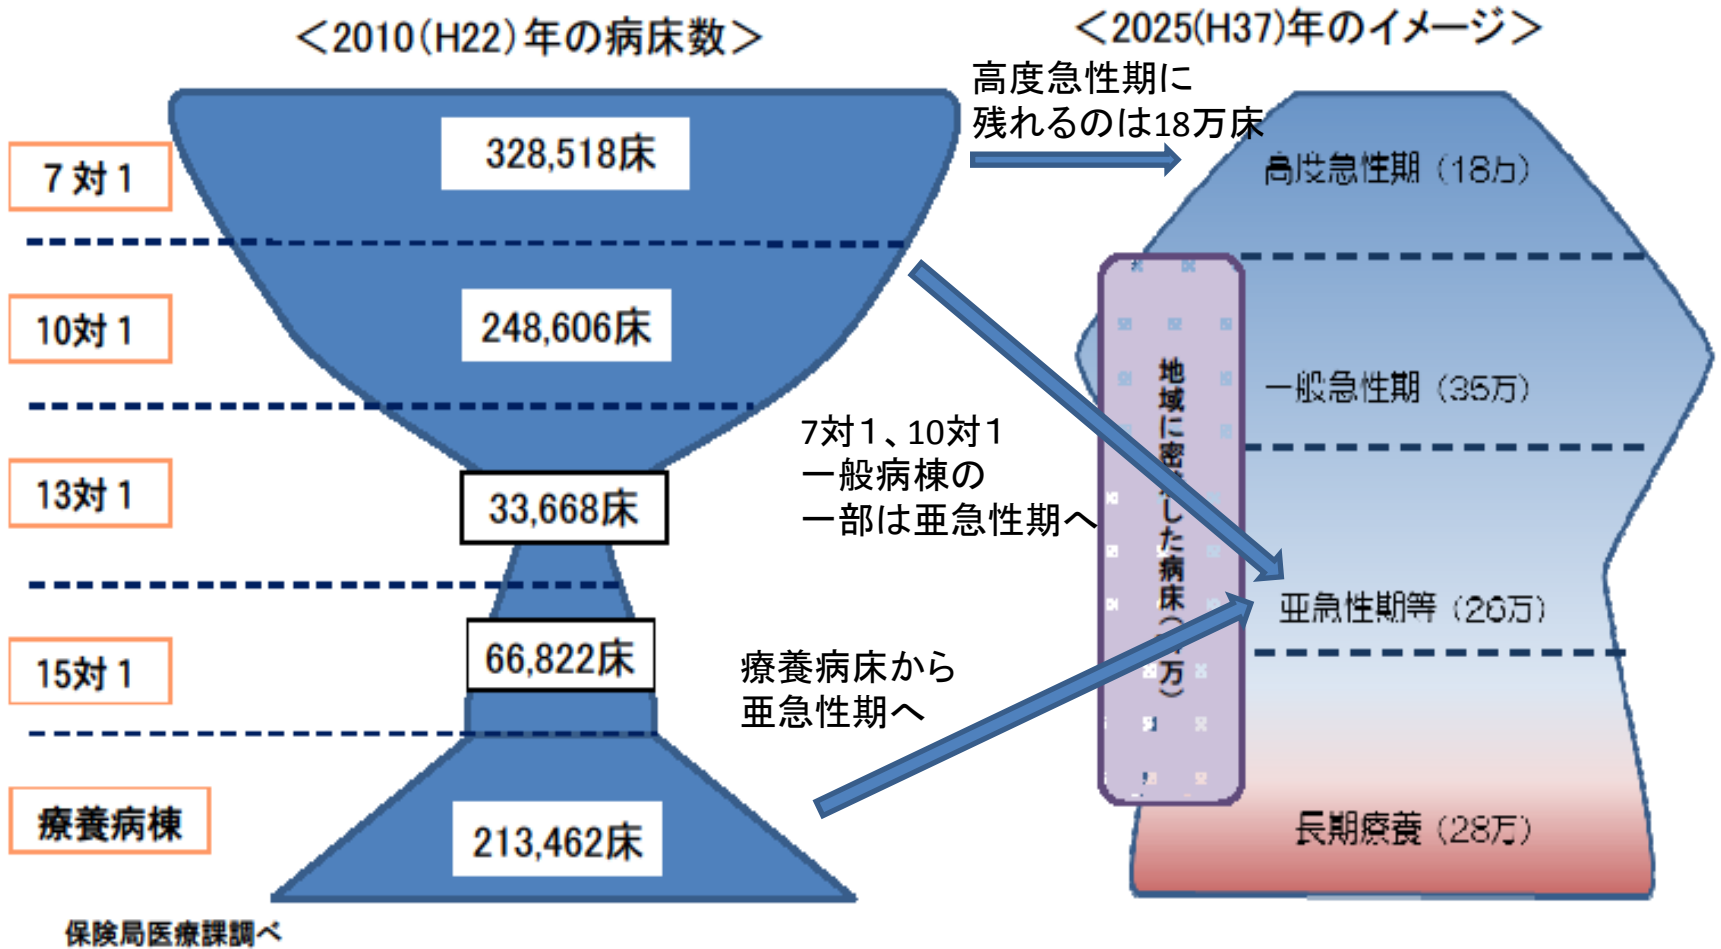 ＜2010(H22)年の病床数＞
＜2025(H37)年のイメージ＞
高度急性期に
残れるのは18万床
7対1
328,518床
高度急性期（18万）
10対1
248,606床
一般急性期（35万）
7対1、10対1
一般病棟の
一部は亜急性期へ
13対1
33,668床
地域に密
した病床（
万）
亜急性期等（26万）
15対1
66,822床
療養病床から
亜急性期へ
療養病棟
213,462床
長期療養（28万）
保険局医療課調べ